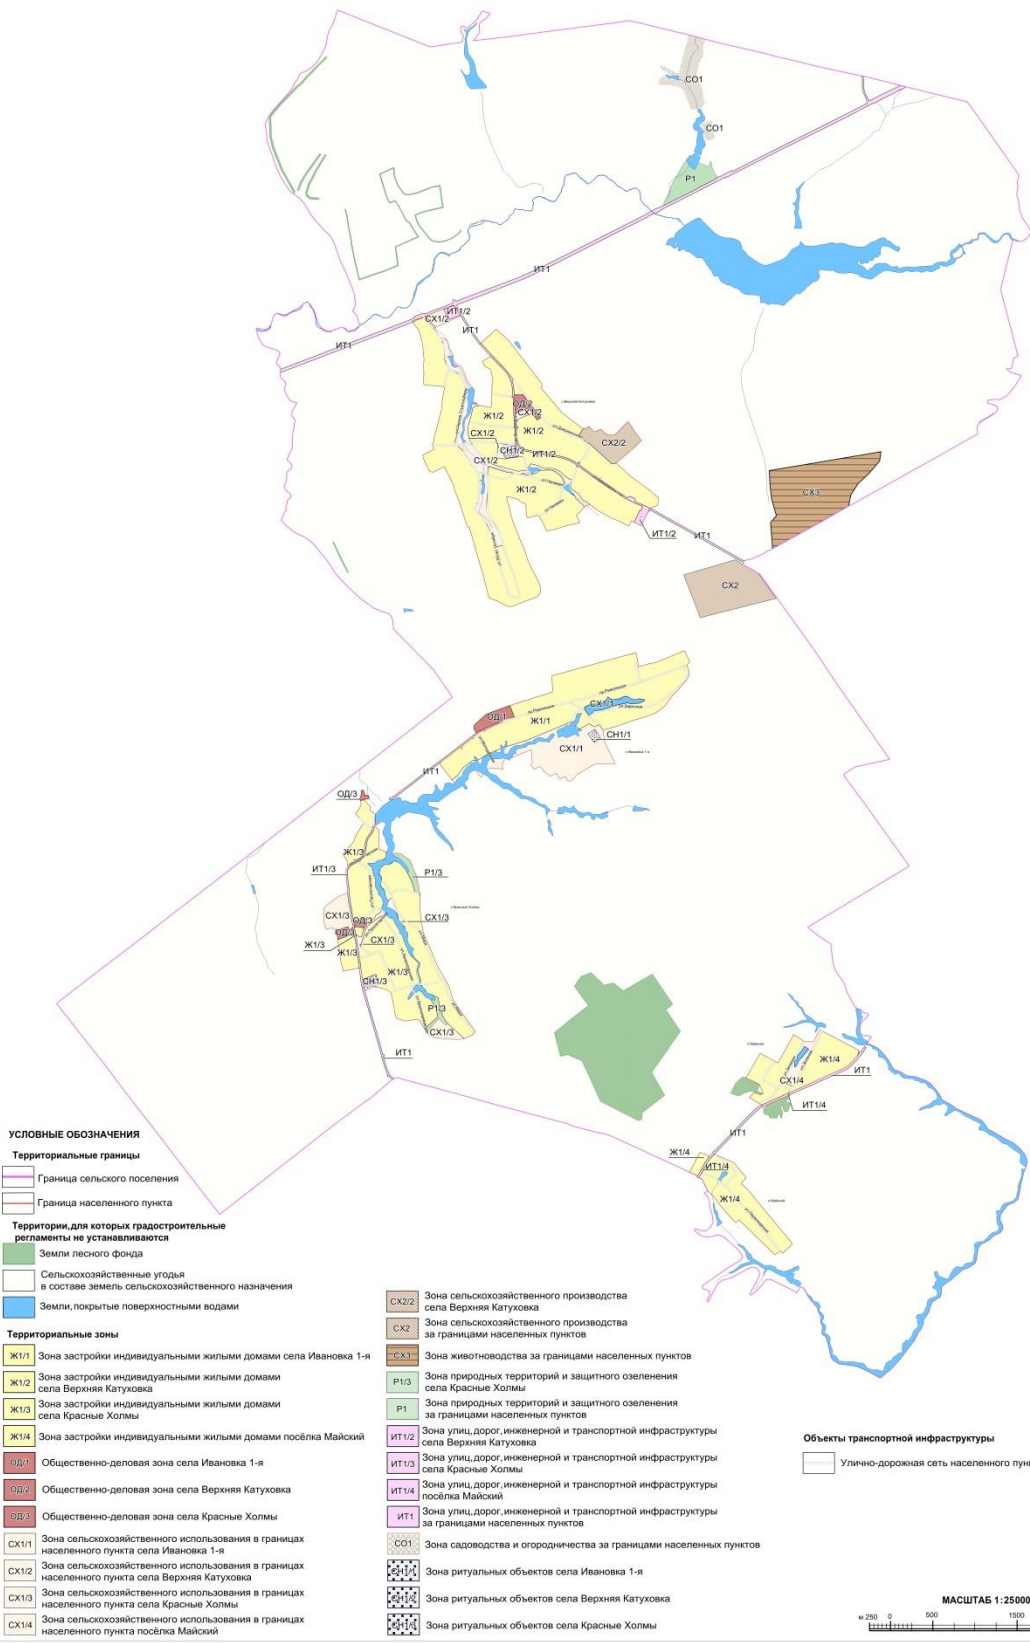 СО1
СО1
Р1
ИТ1
ИТ1/2
СХ1/2
ИТ1
ИТ1
ОД/2
СХ1/2
Ж1/2
СХ1/2
Ж1/2
СХ2/2
СН1/2
ИТ1/2
СХ1/2
Ж1/2
СХ3
ИТ1/2
ИТ1
СХ2
СХ1/1
ОД/1
Ж1/1
СН1/1
СХ1/1
ИТ1
ОД/3
Ж1/3
ИТ1/3
Р1/3
СХ1/3
СХ1/3
ОД/3
ОД/3
СХ1/3
Ж1/3
Ж1/3
Ж1/3
СН1/3
Р1/3
СХ1/3
ИТ1
Ж1/4
ИТ1
СХ1/4
ИТ1/4
ИТ1
Ж1/4
ИТ1/4
Ж1/4
УСЛОВНЫЕ ОБОЗНАЧЕНИЯ
Территориальные границы
Граница сельского поселения
Граница населенного пункта
Территории,для которых градостроительные
регламенты не устанавливаются
Земли лесного фонда
Сельскохозяйственные угодья
в составе земель сельскохозяйственного назначения
Земли,покрытые поверхностными водами
Территориальные зоны
Ж1/1 Зона застройки индивидуальными жилыми домами села Ивановка 1-я
Ж1/2 Зона застройки индивидуальными жилыми домами
села Верхняя Катуховка
Ж1/3 Зона застройки индивидуальными жилыми домами
села Красные Холмы
Ж1/4 Зона застройки индивидуальными жилыми домами посёлка Майский
ОД/1 Общественно-деловая зона села Ивановка 1-я
ОД/2 Общественно-деловая зона села Верхняя Катуховка
ОД/3 Общественно-деловая зона села Красные Холмы
СХ1/1 Зона сельскохозяйственного использования в границах
населенного пункта села Ивановка 1-я
СХ1/2 Зона сельскохозяйственного использования в границах
населенного пункта села Верхняя Катуховка
СХ1/3 Зона сельскохозяйственного использования в границах
населенного пункта села Красные Холмы
СХ1/4 Зона сельскохозяйственного использования в границах
населенного пункта посёлка Майский
СХ2/2 Зона сельскохозяйственного производства
села Верхняя Катуховка
СХ2 Зона сельскохозяйственного производства
за границами населенных пунктов
СХ3 Зона животноводства за границами населенных пунктов
Р1/3 Зона природных территорий и защитного озеленения
села Красные Холмы
Р1 Зона природных территорий и защитного озеленения
за границами населенных пунктов
ИТ1/2 Зона улиц,дорог,инженерной и транспортной инфраструктуры
села Верхняя Катуховка
ИТ1/3 Зона улиц,дорог,инженерной и транспортной инфраструктуры
села Красные Холмы
ИТ1/4 Зона улиц,дорог,инженерной и транспортной инфраструктуры
посёлка Майский
ИТ1 Зона улиц,дорог,инженерной и транспортной инфраструктуры
за границами населенных пунктов
СО1 Зона садоводства и огородничества за границами населенных пунктов
СН1/1 Зона ритуальных объектов села Ивановка 1-я
СН1/2 Зона ритуальных объектов села Верхняя Катуховка
Зона ритуальных объектов села Красные Холмы
Объекты транспортной инфраструктуры
Улично-дорожная сеть населенного пун
МАСШТАБ 1:25000
м 250 0 500 1500